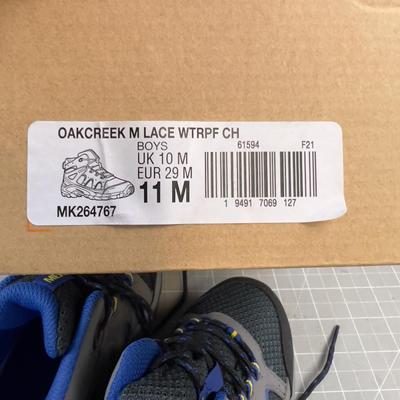 OAKCREEK M LACE WTRPF CH
BOYS
UK 10 M
EUR 29 M
11 M
61594 F21
1 9491 7069 127
MK264767